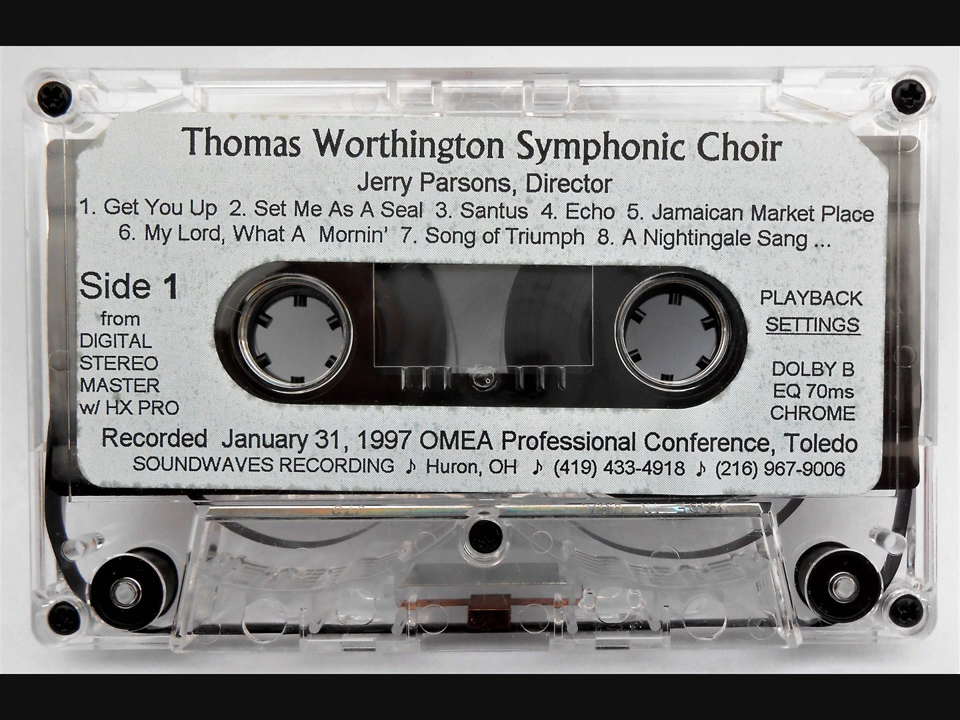 Thomas Worthington Symphonic Choir
Jerry Parsons, Director
1. Get You Up 2. Set Me As A Seal 3. Santus 4. Echo 5. Jamaican Market Place
6. My Lord, What A Mornin' 7. Song of Triumph 8. A Nightingale Sang ...
Side 1
from
DIGITAL
STEREO
MASTER
w/ HX PRO
PLAYBACK
SETTINGS
DOLBY B
EQ 70ms
CHROME
Recorded January 31, 1997 OMEA Professional Conference, Toledo
SOUNDWAVES RECORDING ♪ Huron, OH ♪ (419) 433-4918 ♪ (216) 967-9006